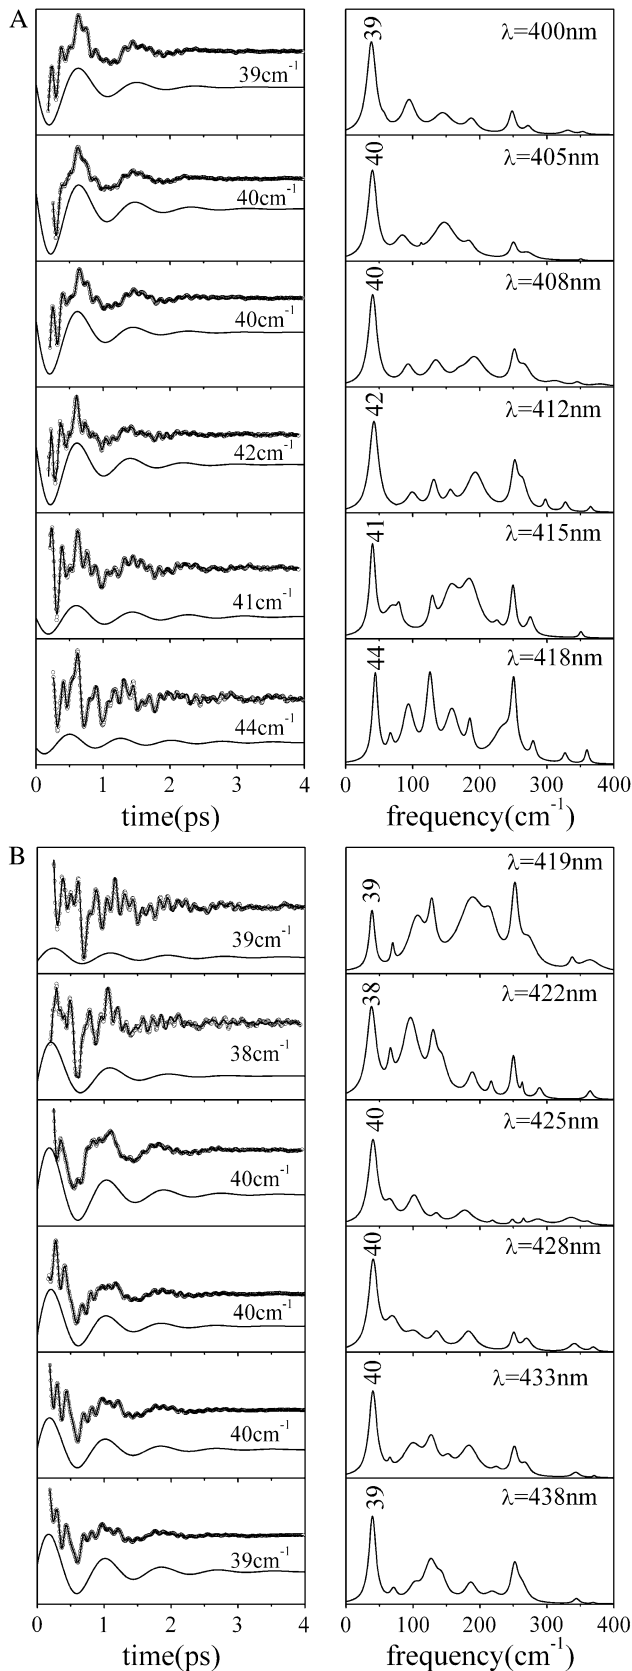 A
39cm⁻¹
39
λ=400nm
40cm⁻¹
40
λ=405nm
40cm⁻¹
40
λ=408nm
42cm⁻¹
42
λ=412nm
41cm⁻¹
41
λ=415nm
44cm⁻¹
44
λ=418nm
0 1 2 3 4
0 100 200 300 400
time(ps)
frequency(cm⁻¹)
B
39cm⁻¹
39
λ=419nm
38cm⁻¹
38
λ=422nm
40cm⁻¹
40
λ=425nm
40cm⁻¹
40
λ=428nm
40cm⁻¹
40
λ=433nm
39cm⁻¹
39
λ=438nm
0 1 2 3 4
0 100 200 300 400
time(ps)
frequency(cm⁻¹)